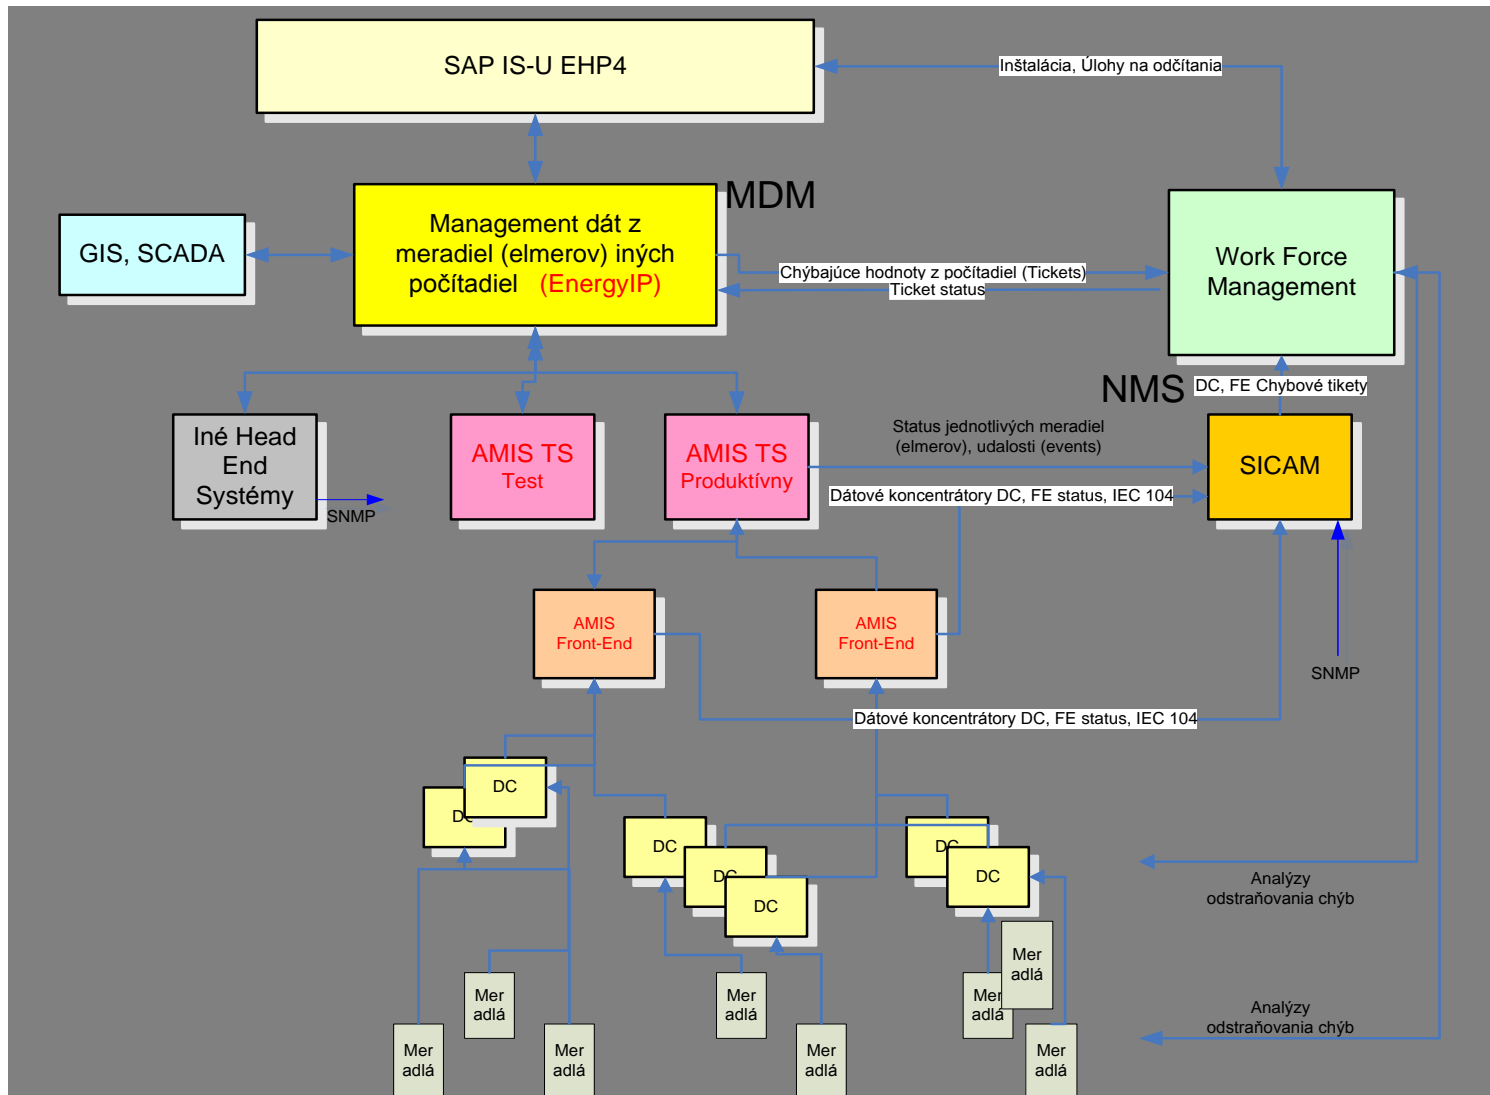 SAP IS-U EHP4
Inštalácia, Úlohy na odčítania
MDM
Management dát z
meradiel (elmerov) iných
počítadiel (EnergyIP)
GIS, SCADA
Chýbajúce hodnoty z počítadiel (Tickets)
Ticket status
Work Force
Management
NMS
DC, FE Chybové tikety
Iné Head
End
Systémy
SNMP
AMIS TS
Test
AMIS TS
Produktívny
Status jednotlivých meradiel
(elmerov), udalosti (events)
SICAM
Dátové koncentrátory DC, FE status, IEC 104
AMIS
Front-End
AMIS
Front-End
SNMP
Dátové koncentrátory DC, FE status, IEC 104
DC
DC
DC
DC
DC
DC
DC
Analýzy
odstraňovania chýb
Mer
adlá
Mer
adlá
Mer
adlá
Mer
adlá
Analýzy
odstraňovania chýb
Mer
adlá
Mer
adlá
Mer
adlá
Mer
adlá